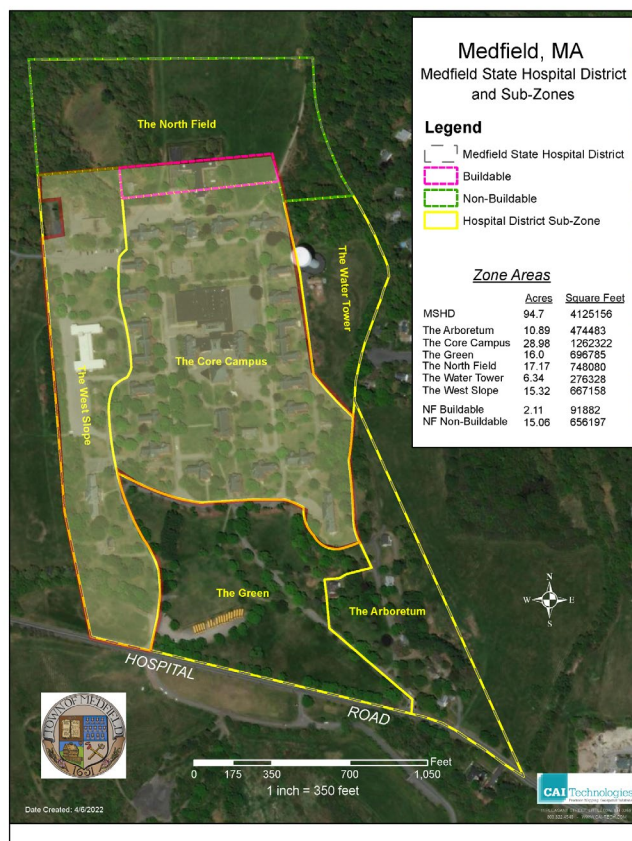 Medfield, MA
Medfield State Hospital District
and Sub-Zones
Legend
Medfield State Hospital District
Buildable
Non-Buildable
Hospital District Sub-Zone
Zone Areas
Acres Square Feet
MSHD 94.7 4125156
The Arboretum 10.89 474483
The Core Campus 28.98 1262322
The Green 16.0 696785
The North Field 17.17 748080
The Water Tower 6.34 276328
The West Slope 15.32 667158
NF Buildable 2.11 91882
NF Non-Buildable 15.06 656197
The North Field
The Water Tower
The Core Campus
The West Slope
The Green
The Arboretum
HOSPITAL ROAD
N
W E
S
TOWN OF MEDFIELD
1651
Feet
0 175 350 700 1,050
1 inch = 350 feet
CAI Technologies
Date Created: 4/6/2022